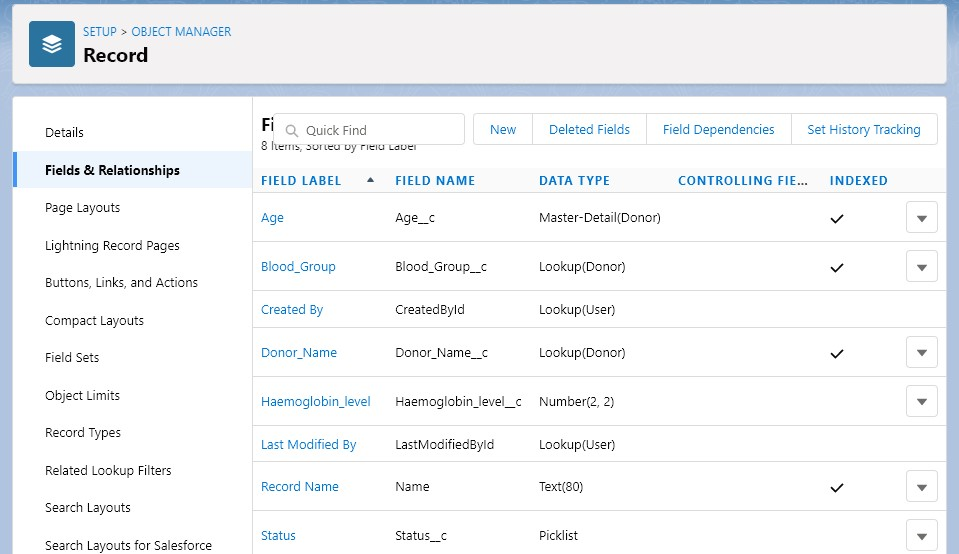 SETUP > OBJECT MANAGER
Record
Details
Fields & Relationships
Page Layouts
Lightning Record Pages
Buttons, Links, and Actions
Compact Layouts
Field Sets
Object Limits
Record Types
Related Lookup Filters
Search Layouts
Search Layouts for Salesforce
Fi Quick Find New Deleted Fields Field Dependencies Set History Tracking
8 Items, Sorted by Field Label
FIELD LABEL FIELD NAME DATA TYPE CONTROLLING FIE... INDEXED
Age Age__c Master-Detail(Donor)
Blood_Group Blood_Group__c Lookup(Donor)
Created By CreatedById Lookup(User)
Donor_Name Donor_Name__c Lookup(Donor)
Haemoglobin_level Haemoglobin_level__c Number(2, 2)
Last Modified By LastModifiedById Lookup(User)
Record Name Name Text(80)
Status Status__c Picklist